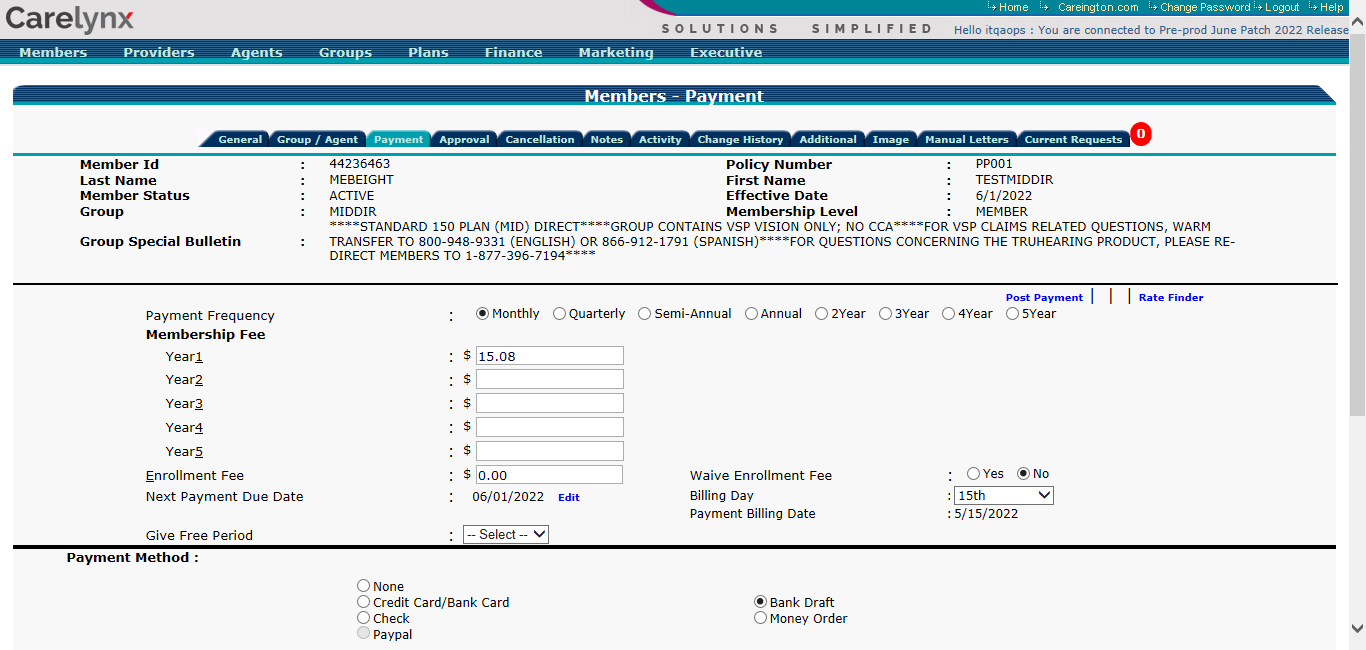 Carelynx
Home Careington.com Change Password Logout Help
SOLUTIONS SIMPLIFIED
Hello itqaops : You are connected to Pre-prod June Patch 2022 Release
Members Providers Agents Groups Plans Finance Marketing Executive
Members - Payment
General Group / Agent Payment Approval Cancellation Notes Activity Change History Additional Image Manual Letters Current Requests 0
Member Id : 44236463 Policy Number : PP001
Last Name : MEBEIGHT First Name : TESTMIDDIR
Member Status : ACTIVE Effective Date : 6/1/2022
Group : MIDDIR Membership Level : MEMBER
****STANDARD 150 PLAN (MID) DIRECT****GROUP CONTAINS VSP VISION ONLY; NO CCA****FOR VSP CLAIMS RELATED QUESTIONS, WARM
Group Special Bulletin : TRANSFER TO 800-948-9331 (ENGLISH) OR 866-912-1791 (SPANISH)****FOR QUESTIONS CONCERNING THE TRUHEARING PRODUCT, PLEASE RE-
DIRECT MEMBERS TO 1-877-396-7194****
Post Payment | | | Rate Finder
Payment Frequency : Monthly Quarterly Semi-Annual Annual 2Year 3Year 4Year 5Year
Membership Fee
Year1 : $ 15.08
Year2 : $
Year3 : $
Year4 : $
Year5 : $
Enrollment Fee : $ 0.00 Waive Enrollment Fee : Yes No
Next Payment Due Date : 06/01/2022 Edit Billing Day : 15th
Payment Billing Date : 5/15/2022
Give Free Period : -- Select --
Payment Method :
None
Credit Card/Bank Card Bank Draft
Check Money Order
Paypal